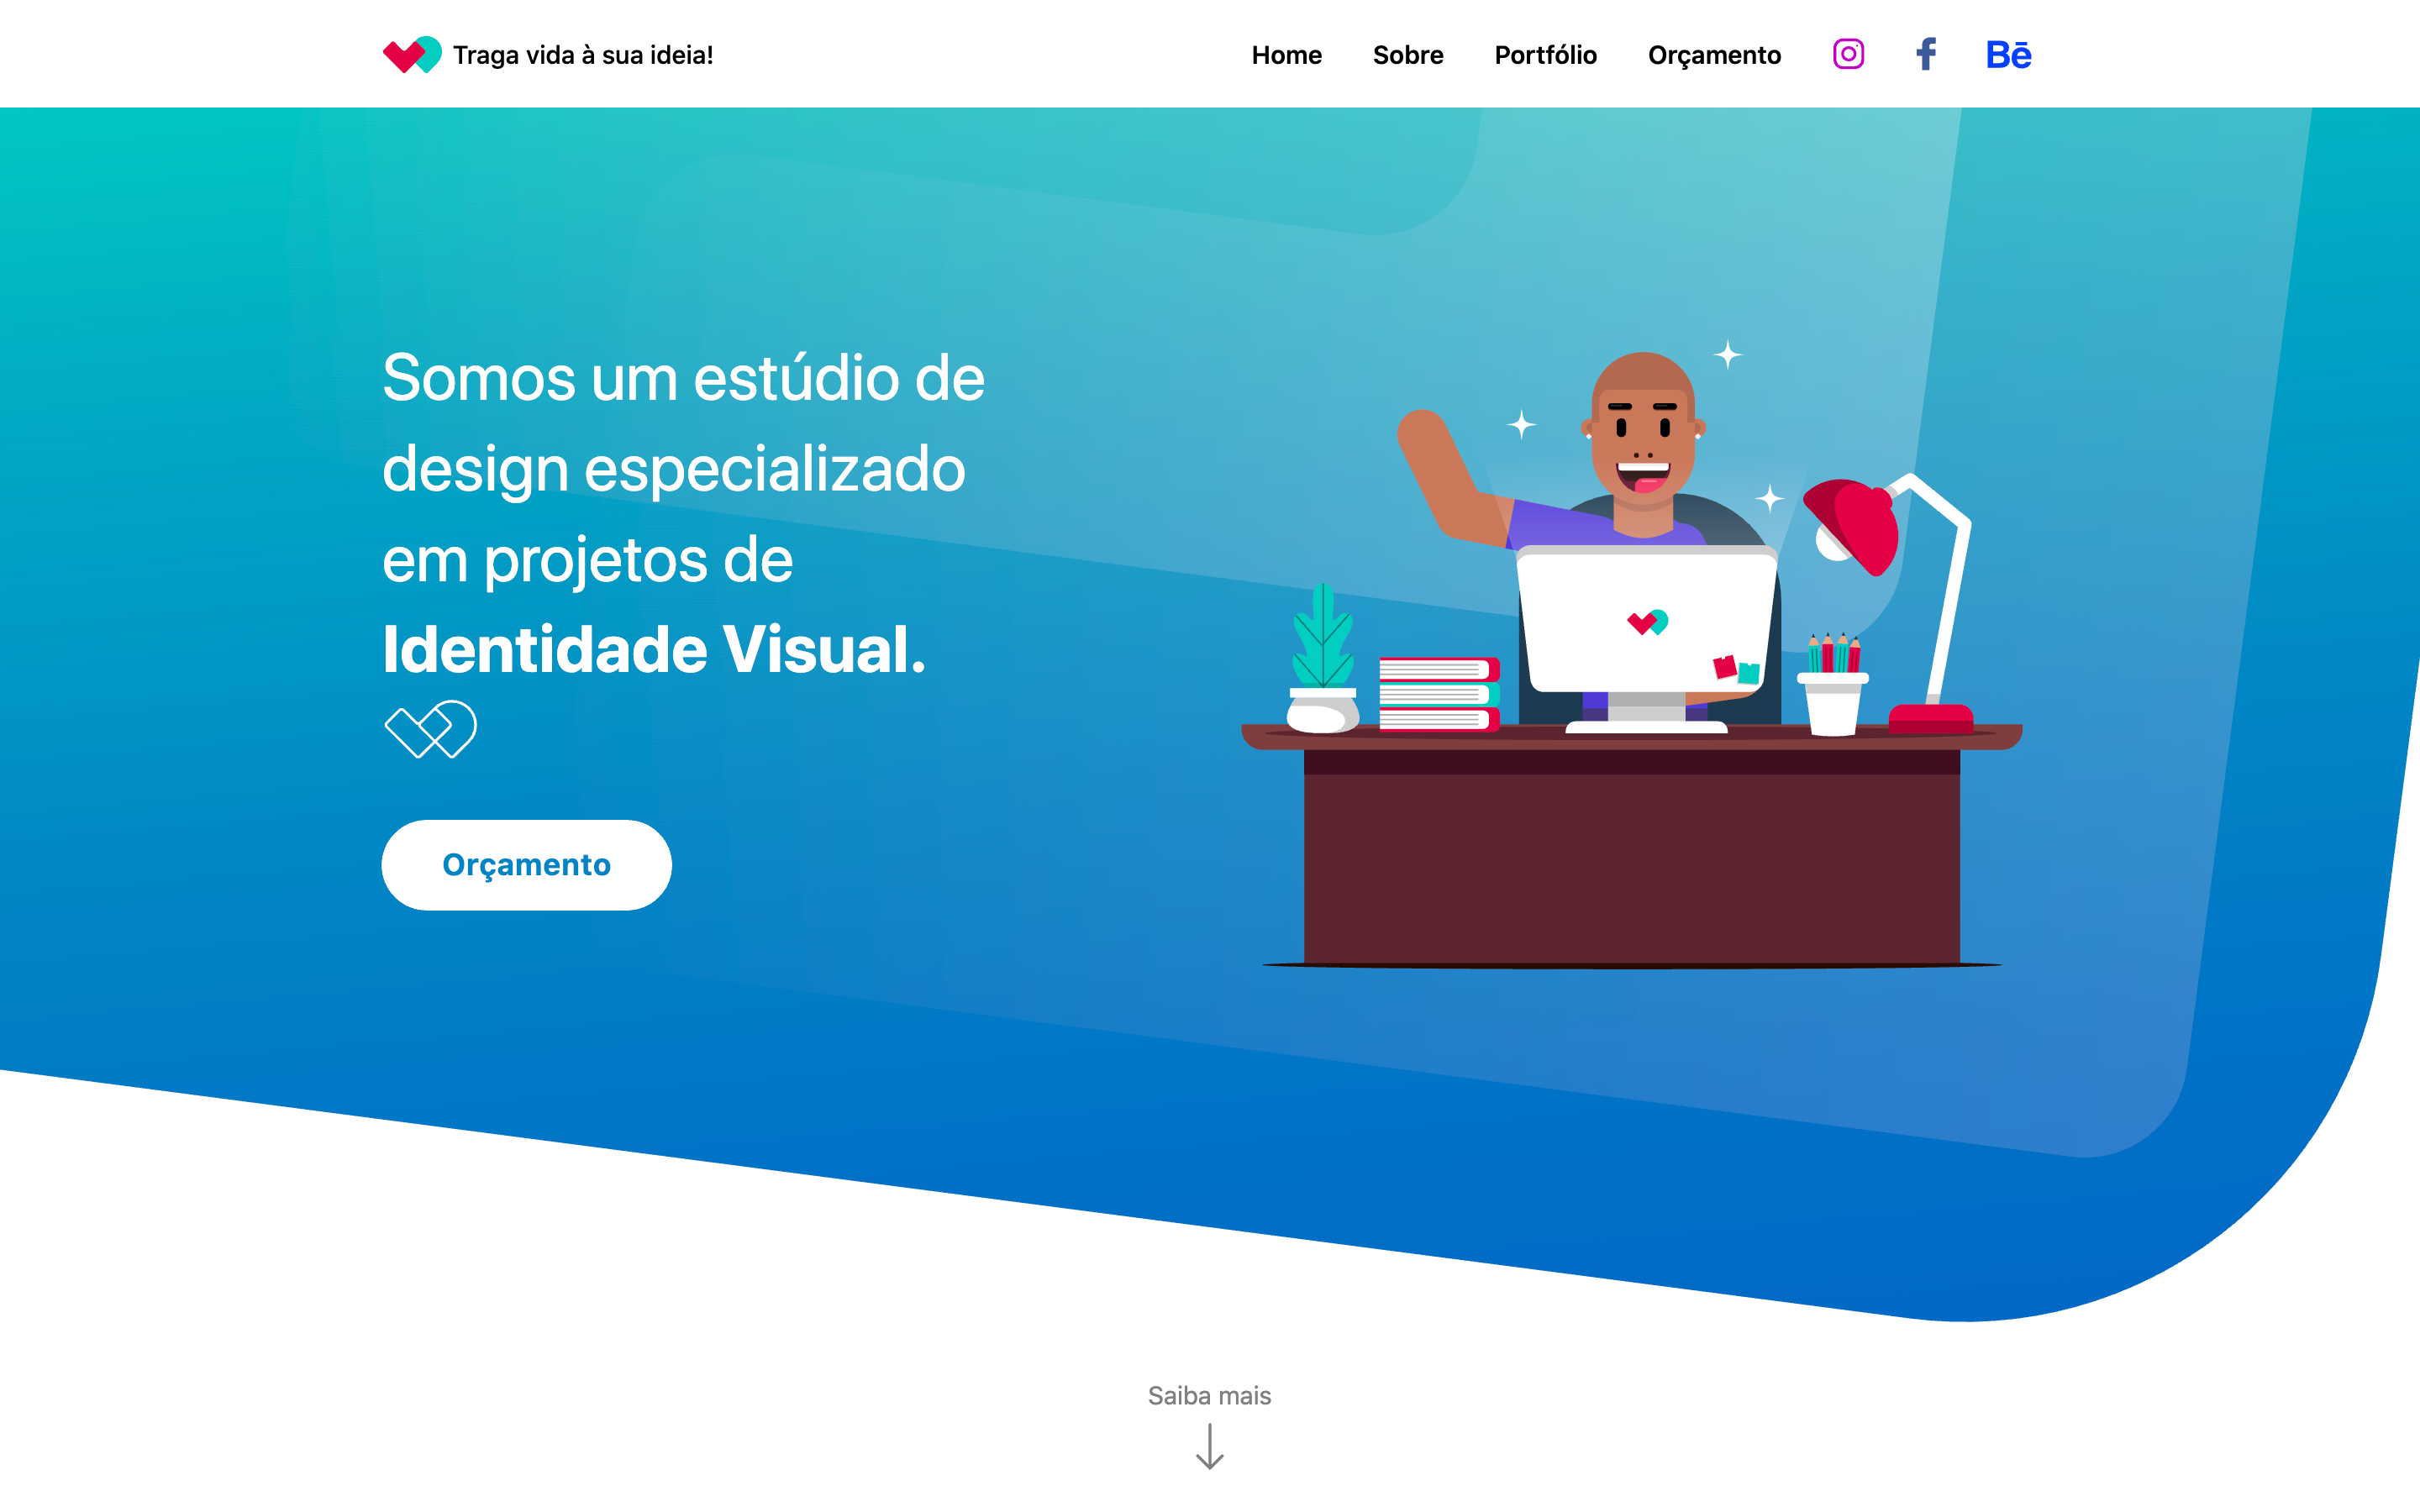 Traga vida à sua ideia!
Home Sobre Portfólio Orçamento Bē
Somos um estúdio de
design especializado
em projetos de
Identidade Visual.
Orçamento
Saiba mais